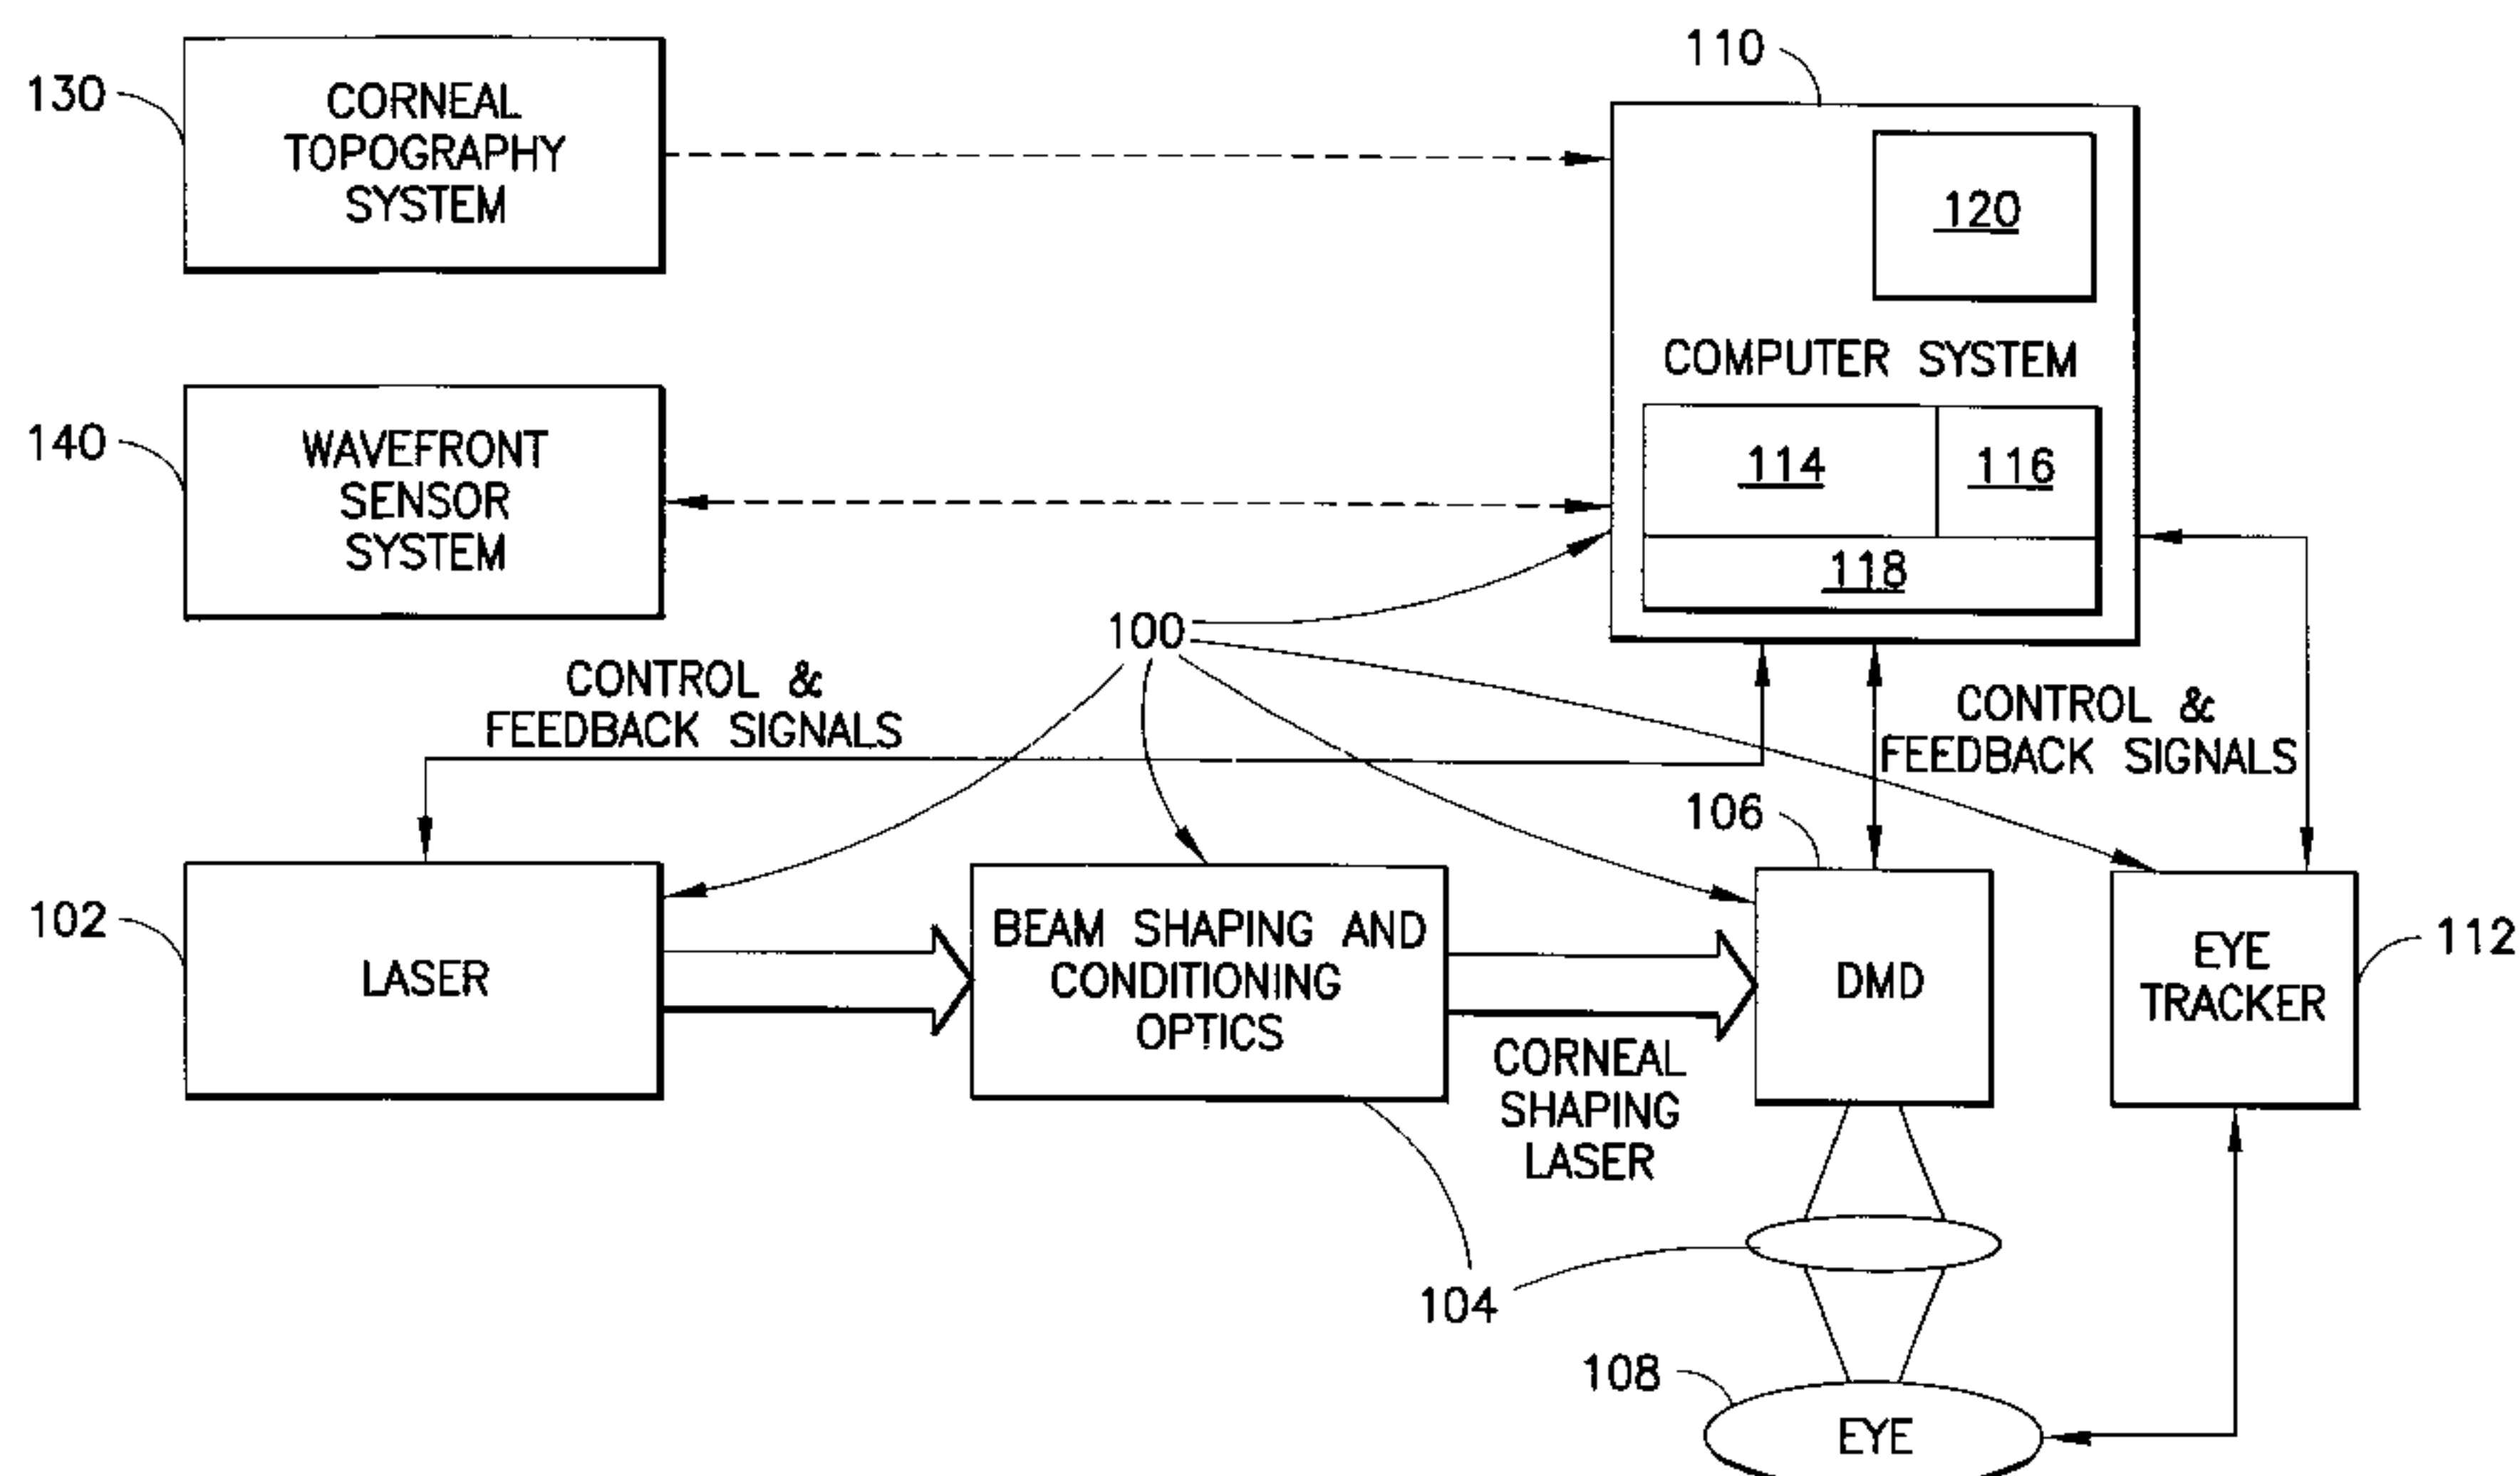 110
130
CORNEAL
TOPOGRAPHY
SYSTEM
120
COMPUTER SYSTEM
140
WAVEFRONT
SENSOR
SYSTEM
114
116
118
100
CONTROL &
FEEDBACK SIGNALS
CONTROL &
FEEDBACK SIGNALS
106
102
LASER
BEAM SHAPING AND
CONDITIONING
OPTICS
CORNEAL
SHAPING
LASER
DMD
EYE
TRACKER
112
104
108
EYE